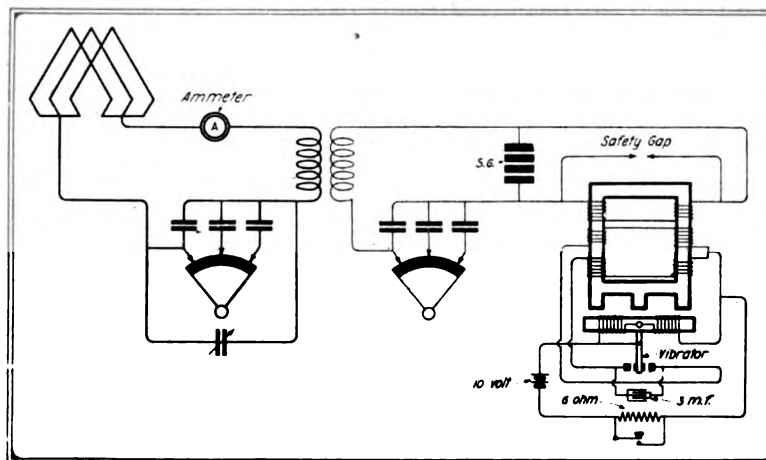 Ammeter
A
Safety Gap
S.G.
Vibrator
10 volt
6 ohm
3 m.f.